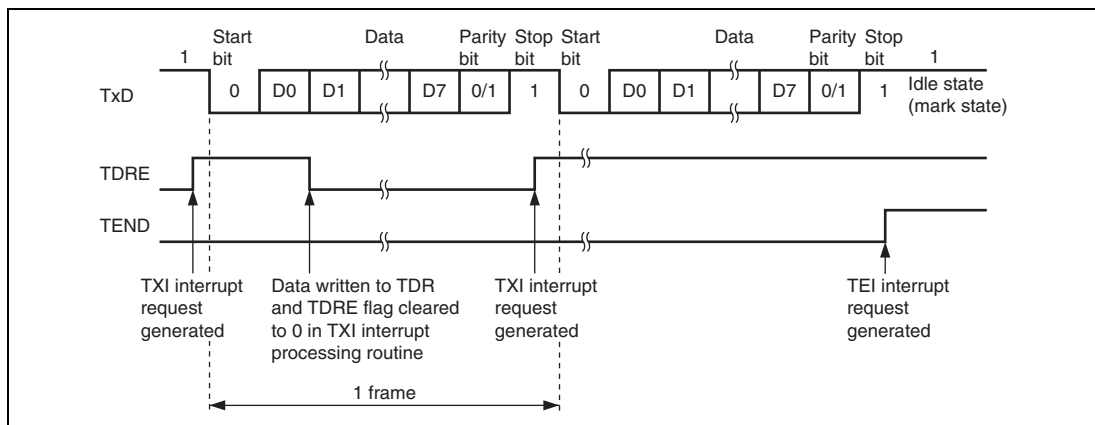 1
Start bit
Data
Parity bit
Stop bit
Start bit
Data
Parity bit
Stop bit
1
TxD
0
D0
D1
D7
0/1
1
0
D0
D1
D7
0/1
1
Idle state
(mark state)
TDRE
TEND
TXI interrupt
request
generated
Data written to TDR
and TDRE flag cleared
to 0 in TXI interrupt
processing routine
TXI interrupt
request
generated
TEI interrupt
request
generated
1 frame